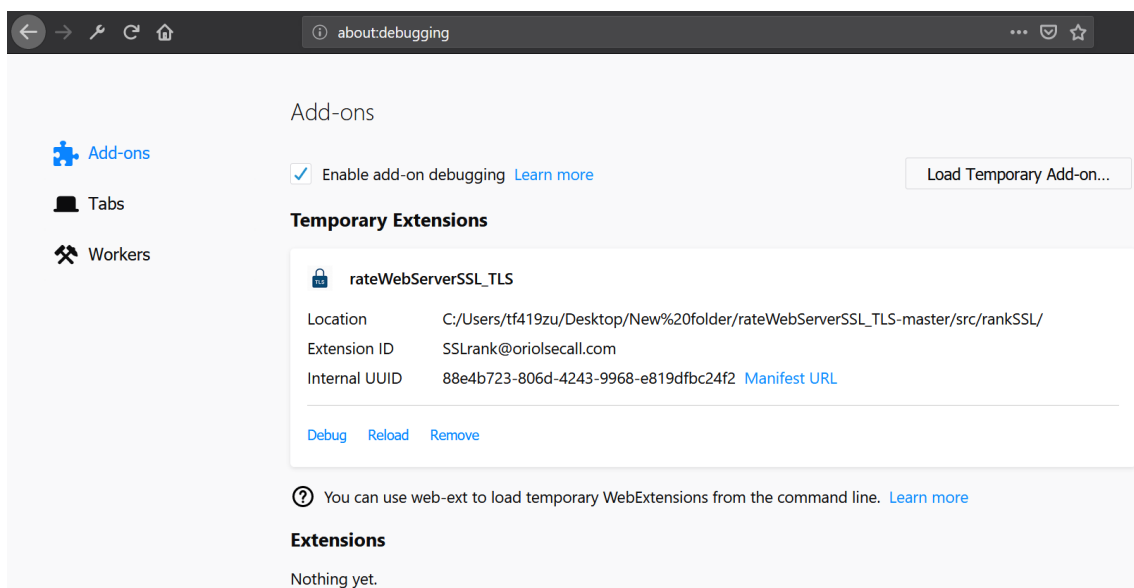 about:debugging
Add-ons
Add-ons
Enable add-on debugging Learn more
Load Temporary Add-on...
Tabs
Temporary Extensions
Workers
TLS
rateWebServerSSL_TLS
Location C:/Users/tf419zu/Desktop/New%20folder/rateWebServerSSL_TLS-master/src/rankSSL/
Extension ID SSLrank@oriolsecall.com
Internal UUID 88e4b723-806d-4243-9968-e819dfbc24f2 Manifest URL
Debug Reload Remove
You can use web-ext to load temporary WebExtensions from the command line. Learn more
Extensions
Nothing yet.